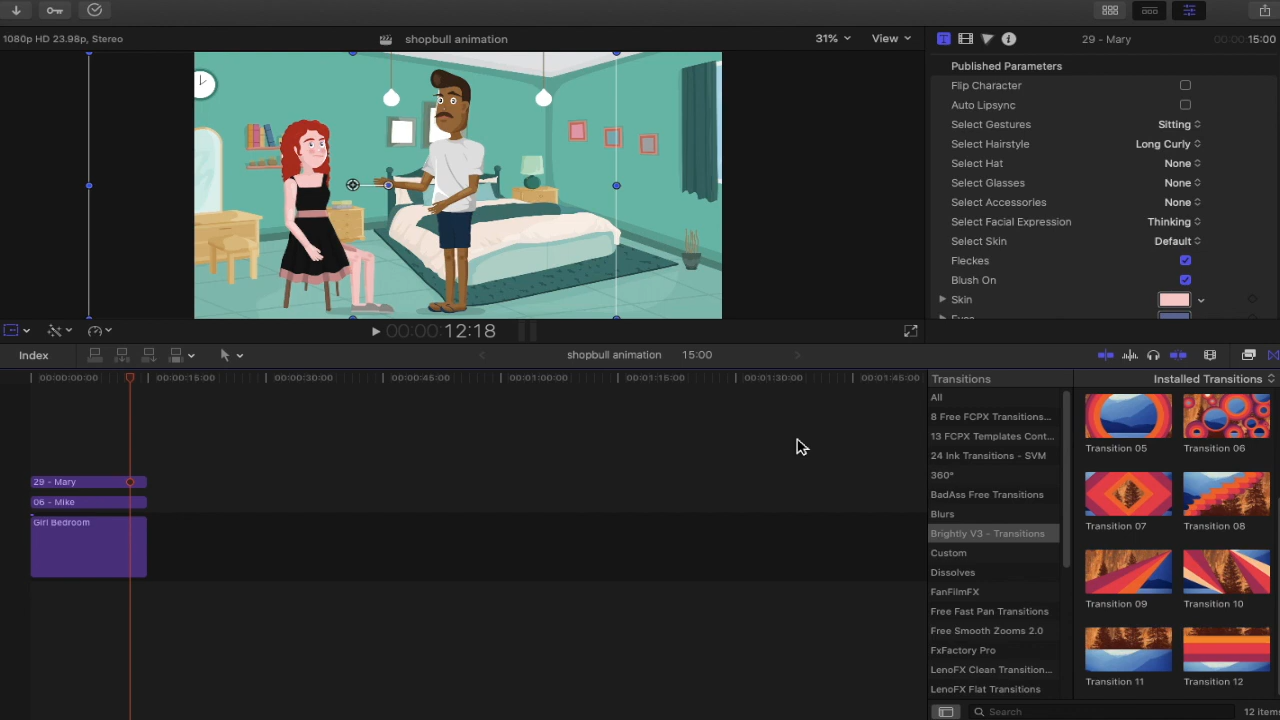 1080p HD 23.98p, Stereo
shopbull animation
31%
View
29 - Mary
00:00:15:00
Published Parameters
Flip Character
Auto Lipsync
Select Gestures
Sitting
Select Hairstyle
Long Curly
Select Hat
None
Select Glasses
None
Select Accessories
None
Select Facial Expression
Thinking
Select Skin
Default
Fleckes
Blush On
Skin
00:00:12:18
Index
shopbull animation
15:00
00:00:00:00
00:00:15:00
00:00:30:00
00:00:45:00
00:01:00:00
00:01:15:00
00:01:30:00
00:01:45:00
29 - Mary
06 - Mike
Girl Bedroom
Transitions
Installed Transitions
All
8 Free FCPX Transitions...
13 FCPX Templates Cont...
24 Ink Transitions - SVM
360°
BadAss Free Transitions
Blurs
Brightly V3 - Transitions
Custom
Dissolves
FanFilmFX
Free Fast Pan Transitions
Free Smooth Zooms 2.0
FxFactory Pro
LenoFX Clean Transition...
LenoFX Flat Transitions
Transition 05
Transition 06
Transition 07
Transition 08
Transition 09
Transition 10
Transition 11
Transition 12
Search
12 items